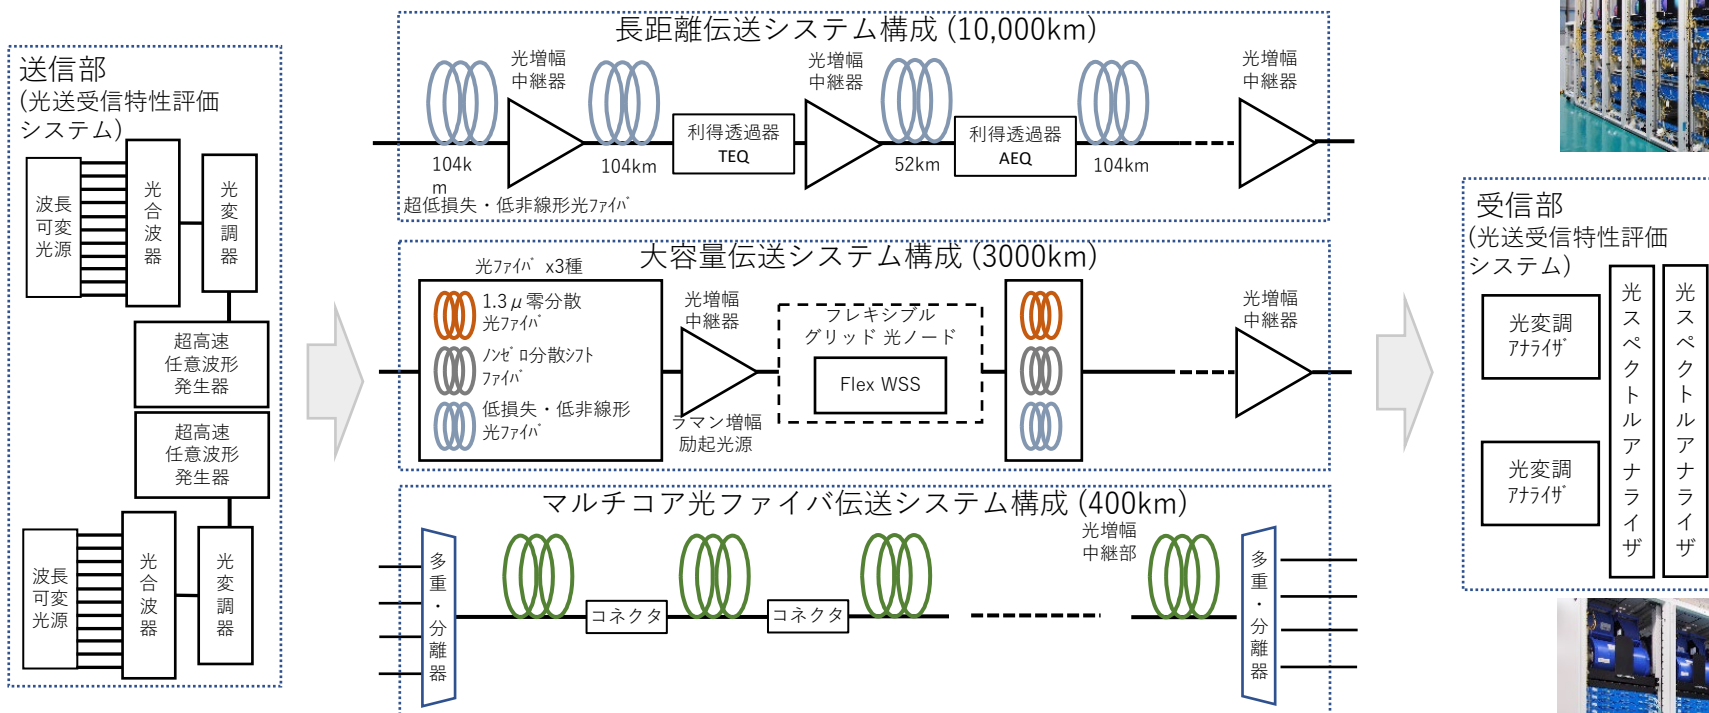 送信部
(光送受信特性評価
システム)
波長
可変
光源
光合波器
光変調器
超高速
任意波形
発生器
超高速
任意波形
発生器
波長
可変
光源
光合波器
光変調器
長距離伝送システム構成 (10,000km)
光増幅
中継器
光増幅
中継器
光増幅
中継器
104k
m
104km
利得透過器
TEQ
52km
利得透過器
AEQ
104km
超低損失・低非線形光ﾌｧｲﾊﾞ
大容量伝送システム構成 (3000km)
光ﾌｧｲﾊﾞ x3種
1.3μ零分散
光ﾌｧｲﾊﾞ
ﾉﾝｾﾞﾛ分散ｼﾌﾄ
ﾌｧｲﾊﾞ
低損失・低非線形
光ﾌｧｲﾊﾞ
光増幅
中継器
ラマン増幅
励起光源
フレキシブル
グリッド 光ノード
Flex WSS
光増幅
中継器
マルチコア光ファイバ伝送システム構成 (400km)
多重・分離器
コネクタ
コネクタ
光増幅
中継部
多重・分離器
受信部
(光送受信特性評価
システム)
光変調
ｱﾅﾗｲｻﾞ
光変調
ｱﾅﾗｲｻﾞ
光スペクトルアナライザ
光スペクトルアナライザ